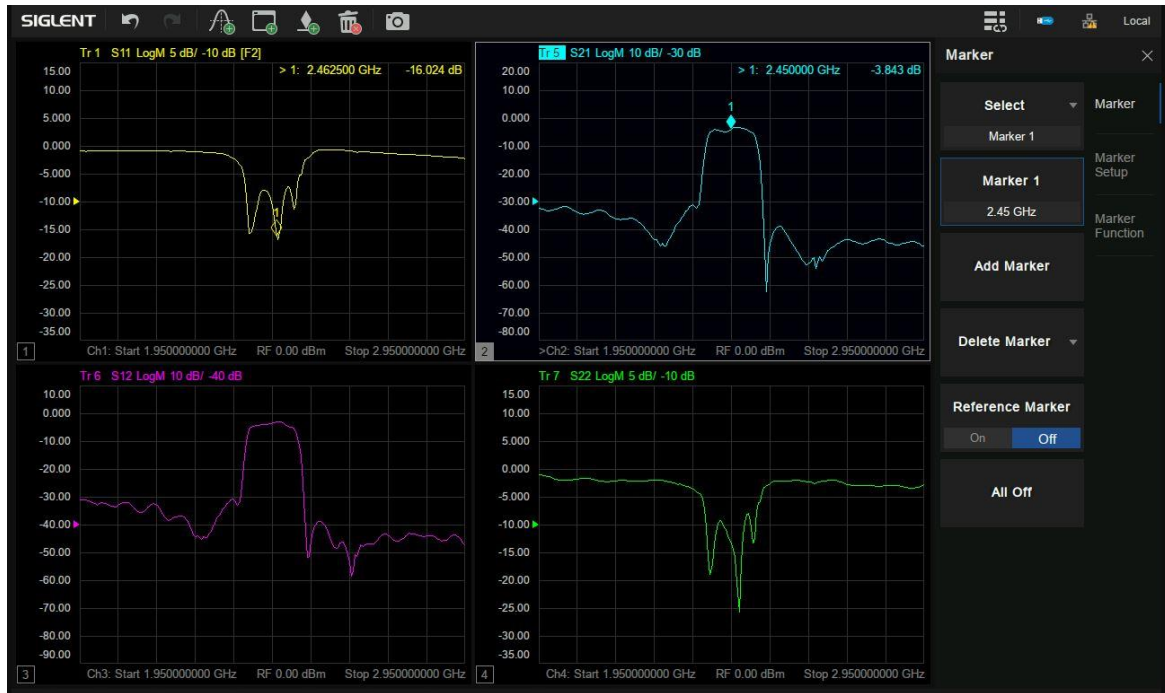 SIGLENT
Local
Tr 1 S11 LogM 5 dB/ -10 dB [F2]
> 1: 2.462500 GHz -16.024 dB
15.00
10.00
5.000
0.000
-5.000
-10.00
-15.00
-20.00
-25.00
-30.00
-35.00
1
1
Ch1: Start 1.950000000 GHz RF 0.00 dBm Stop 2.950000000 GHz
Tr 5 S21 LogM 10 dB/ -30 dB
> 1: 2.450000 GHz -3.843 dB
20.00
10.00
0.000
-10.00
-20.00
-30.00
-40.00
-50.00
-60.00
-70.00
-80.00
1
2
>Ch2: Start 1.950000000 GHz RF 0.00 dBm Stop 2.950000000 GHz
Tr 6 S12 LogM 10 dB/ -40 dB
10.00
0.000
-10.00
-20.00
-30.00
-40.00
-50.00
-60.00
-70.00
-80.00
-90.00
3
Ch3: Start 1.950000000 GHz RF 0.00 dBm Stop 2.950000000 GHz
Tr 7 S22 LogM 5 dB/ -10 dB
15.00
10.00
5.000
0.000
-5.000
-10.00
-15.00
-20.00
-25.00
-30.00
-35.00
4
Ch4: Start 1.950000000 GHz RF 0.00 dBm Stop 2.950000000 GHz
Marker
Select
Marker 1
Marker 1
2.45 GHz
Add Marker
Delete Marker
Reference Marker
On Off
All Off
Marker
Marker
Setup
Marker
Function